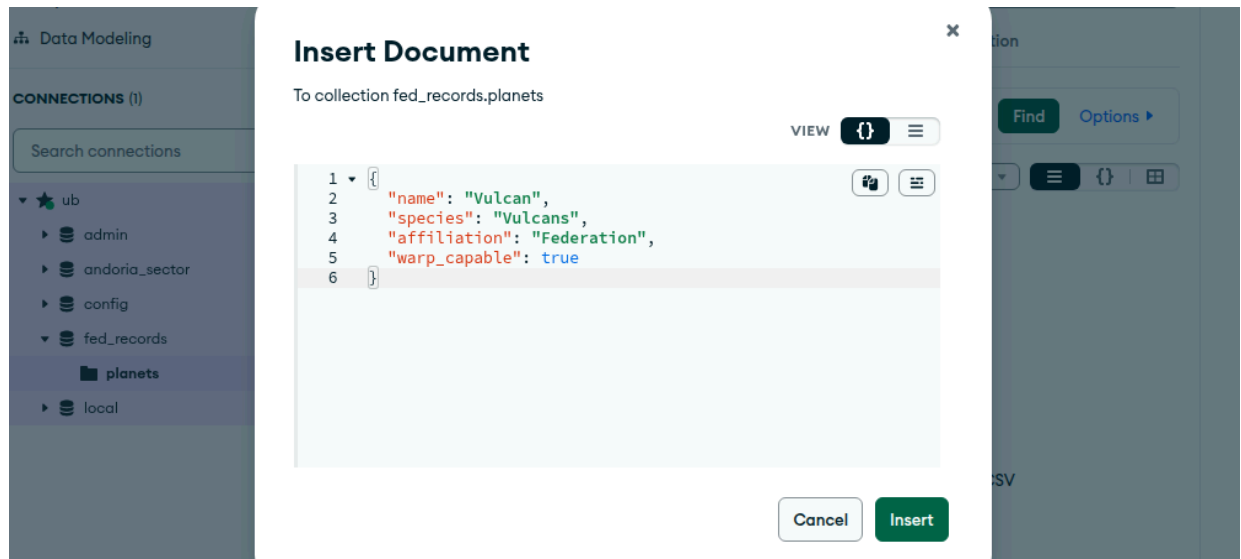 Data Modeling
CONNECTIONS (1)
Search connections
ub
admin
andoria_sector
config
fed_records
planets
local
Insert Document
To collection fed_records.planets
VIEW {} 
1 {
2 "name": "Vulcan",
3 "species": "Vulcans",
4 "affiliation": "Federation",
5 "warp_capable": true
6 }
Cancel Insert
tion
Find Options
{}
CSV